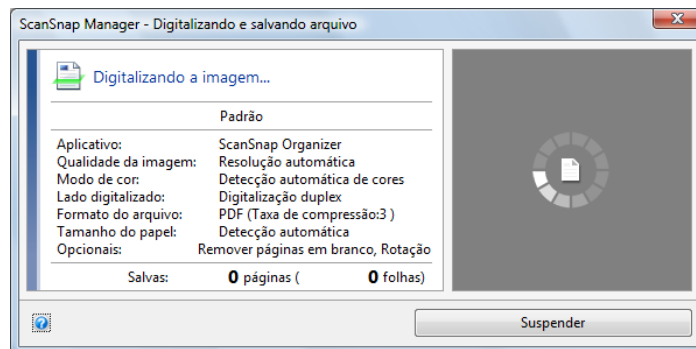 ScanSnap Manager - Digitalizando e salvando arquivo
Digitalizando a imagem...
Padrão
Aplicativo: ScanSnap Organizer
Qualidade da imagem: Resolução automática
Modo de cor: Detecção automática de cores
Lado digitalizado: Digitalização duplex
Formato do arquivo: PDF (Taxa de compressão:3 )
Tamanho do papel: Detecção automática
Opcionais: Remover páginas em branco, Rotação
Salvas: 0 páginas ( 0 folhas)
Suspender